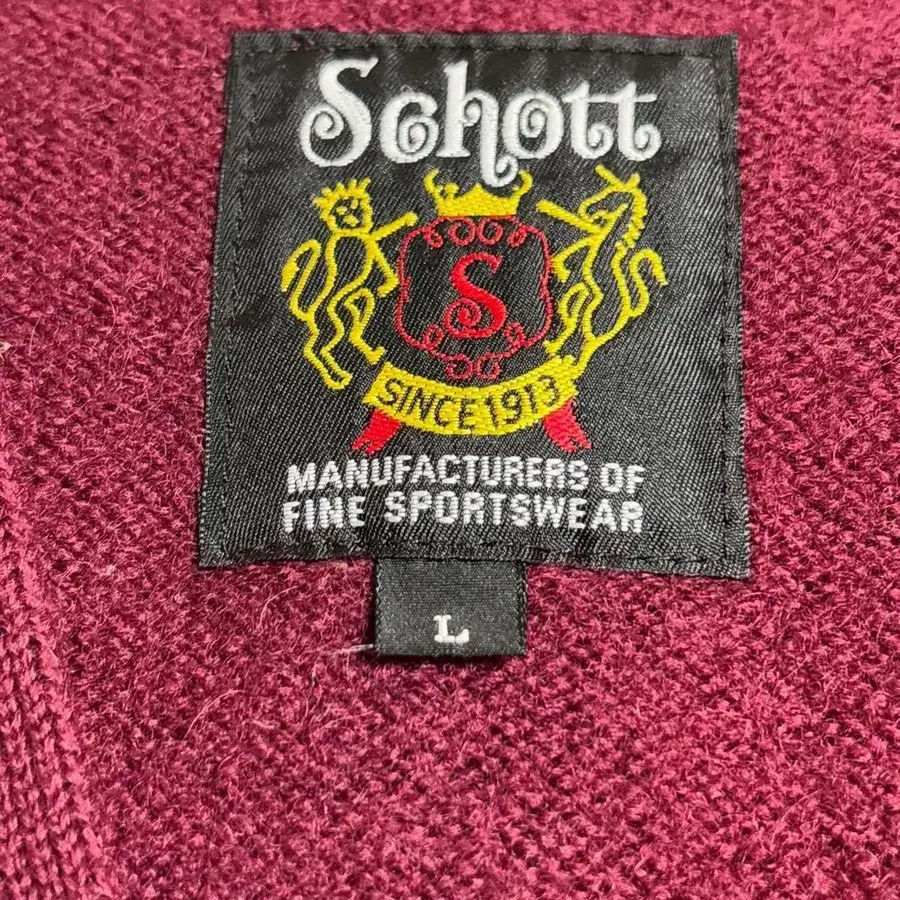 Schott
S
SINCE 1913
MANUFACTURERS OF
FINE SPORTSWEAR
L